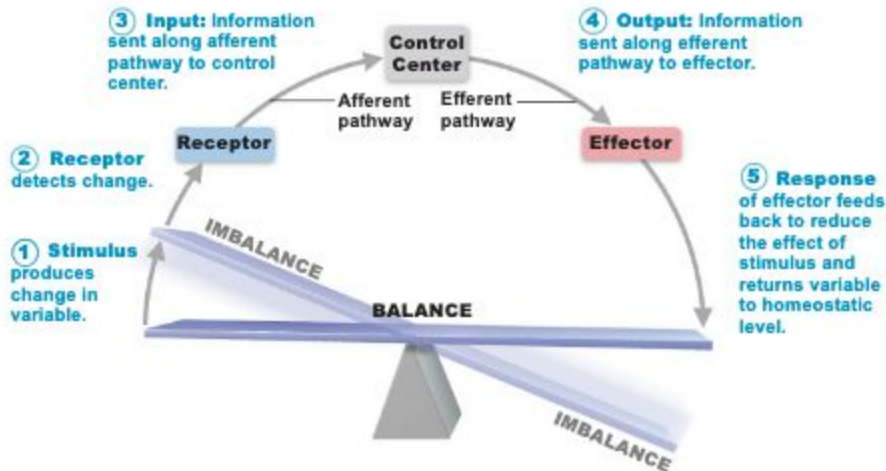 3 Input: Information
sent along afferent
pathway to control
center.
Control
Center
4 Output: Information
sent along efferent
pathway to effector.
Afferent
pathway
Efferent
pathway
Receptor
Effector
2 Receptor
detects change.
5 Response
of effector feeds
back to reduce
the effect of
stimulus and
returns variable
to homeostatic
level.
IMBALANCE
1 Stimulus
produces
change in
variable.
BALANCE
IMBALANCE